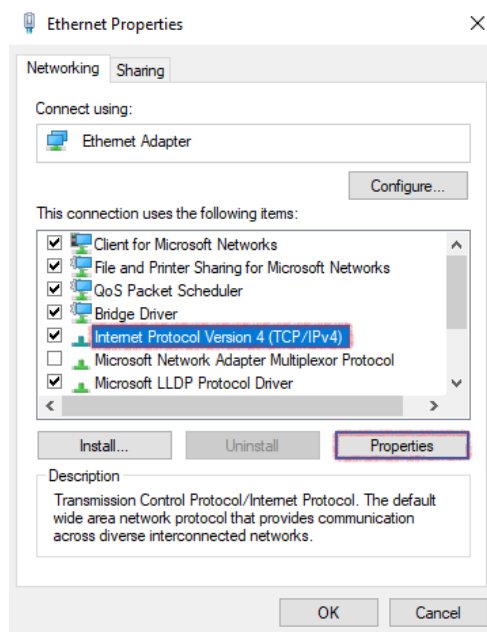 Ethernet Properties
Networking
Sharing
Connect using:
Ethernet Adapter
Configure...
This connection uses the following items:
Client for Microsoft Networks
File and Printer Sharing for Microsoft Networks
QoS Packet Scheduler
Bridge Driver
Internet Protocol Version 4 (TCP/IPv4)
Microsoft Network Adapter Multiplexor Protocol
Microsoft LLDP Protocol Driver
Install...
Uninstall
Properties
Description
Transmission Control Protocol/Internet Protocol. The default
wide area network protocol that provides communication
across diverse interconnected networks.
OK
Cancel